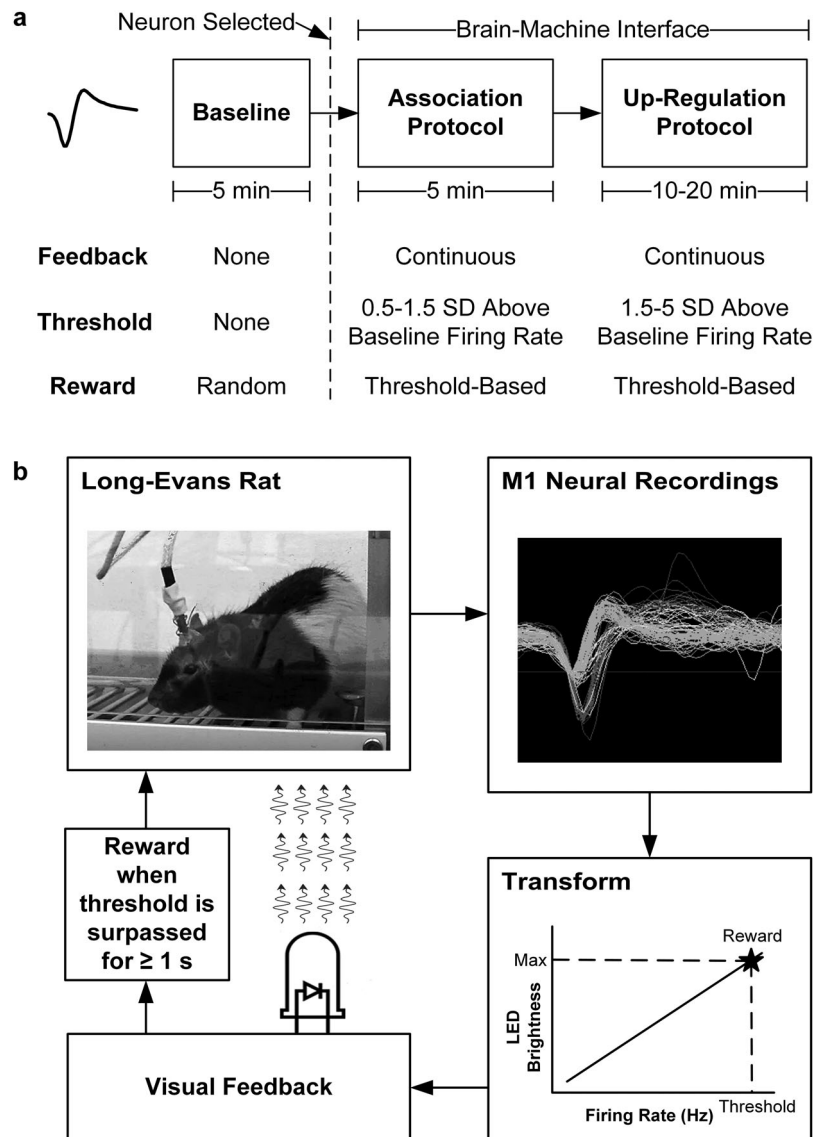 a
Neuron Selected
Brain-Machine Interface
Baseline
Association
Protocol
Up-Regulation
Protocol
5 min
5 min
10-20 min
Feedback
None
Continuous
Continuous
Threshold
None
0.5-1.5 SD Above
Baseline Firing Rate
1.5-5 SD Above
Baseline Firing Rate
Reward
Random
Threshold-Based
Threshold-Based
b
Long-Evans Rat
M1 Neural Recordings
Reward
when
threshold is
surpassed
for ≥ 1 s
Transform
Reward
Max
LED
Brightness
Threshold
Firing Rate (Hz)
Visual Feedback